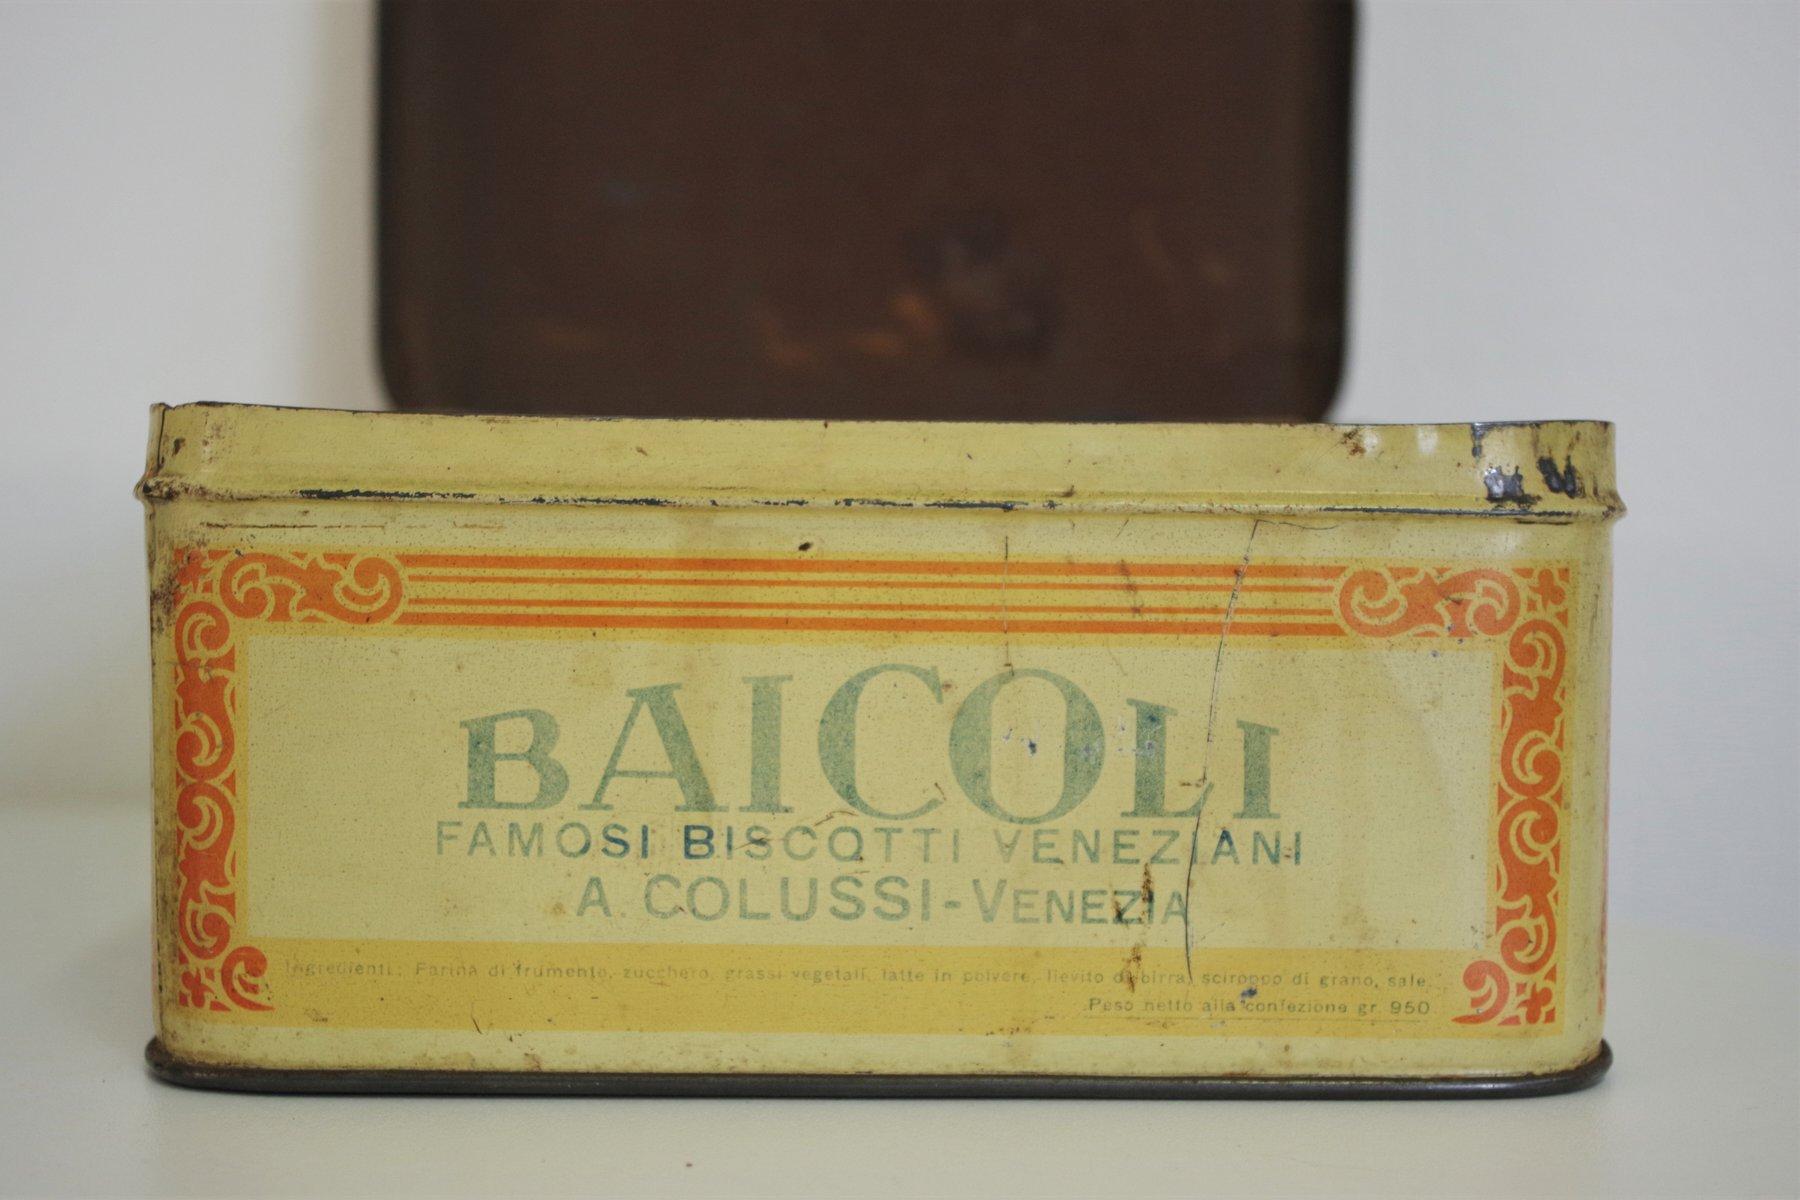 BAICOLI
FAMOSI BISCOTTI VENEZIANI
A. COLUSSI-VENEZIA
Ingredienti: Farina di frumento, zucchero, grassi vegetali, latte in polvere, lievito di birra, sciroppo di grano, sale.
Peso netto alla confezione gr. 950